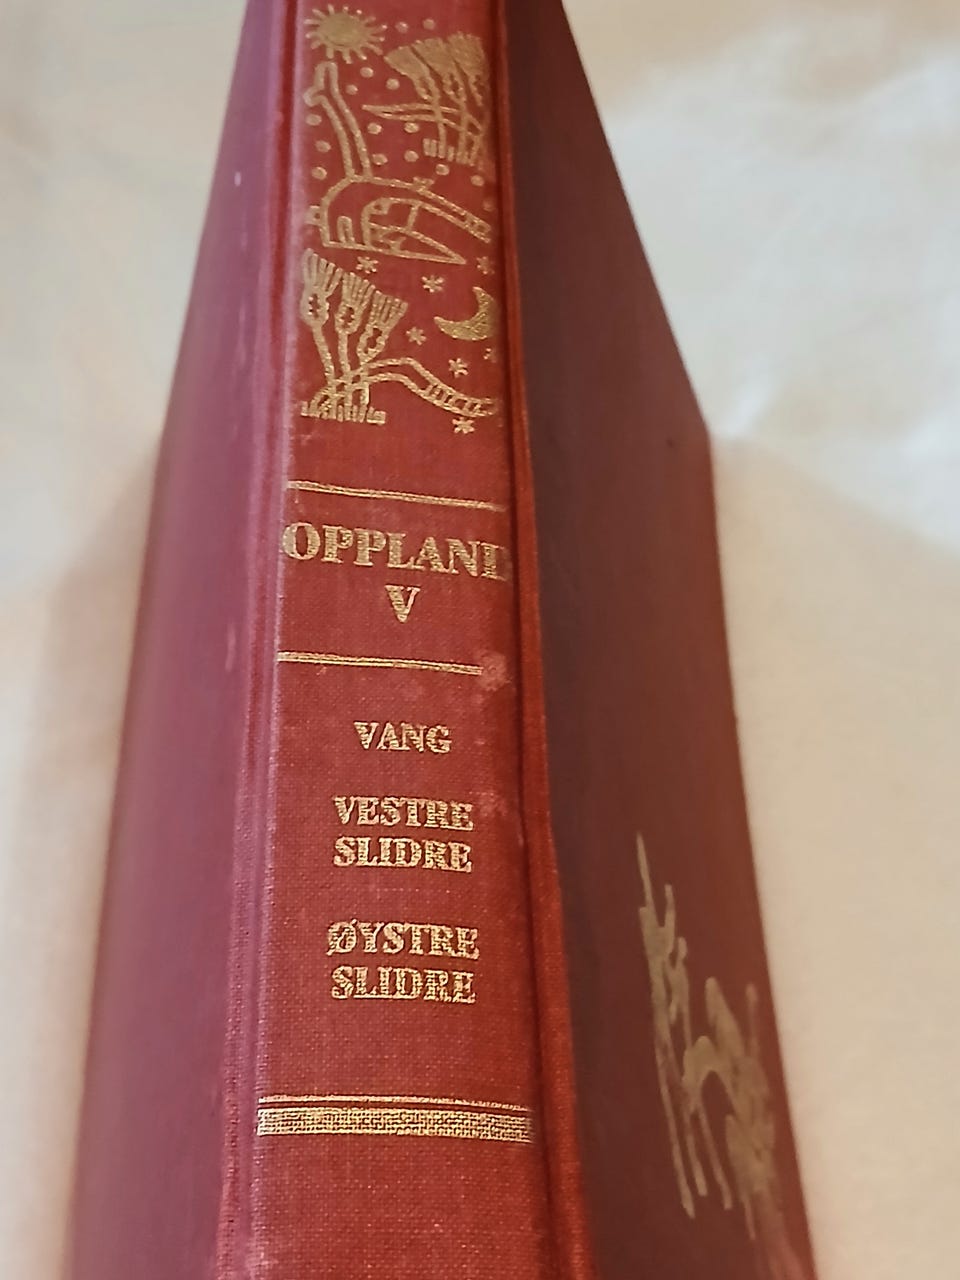 OPPLAND
V
VANG
VESTRE
SLIDRE
ØYSTRE
SLIDRE